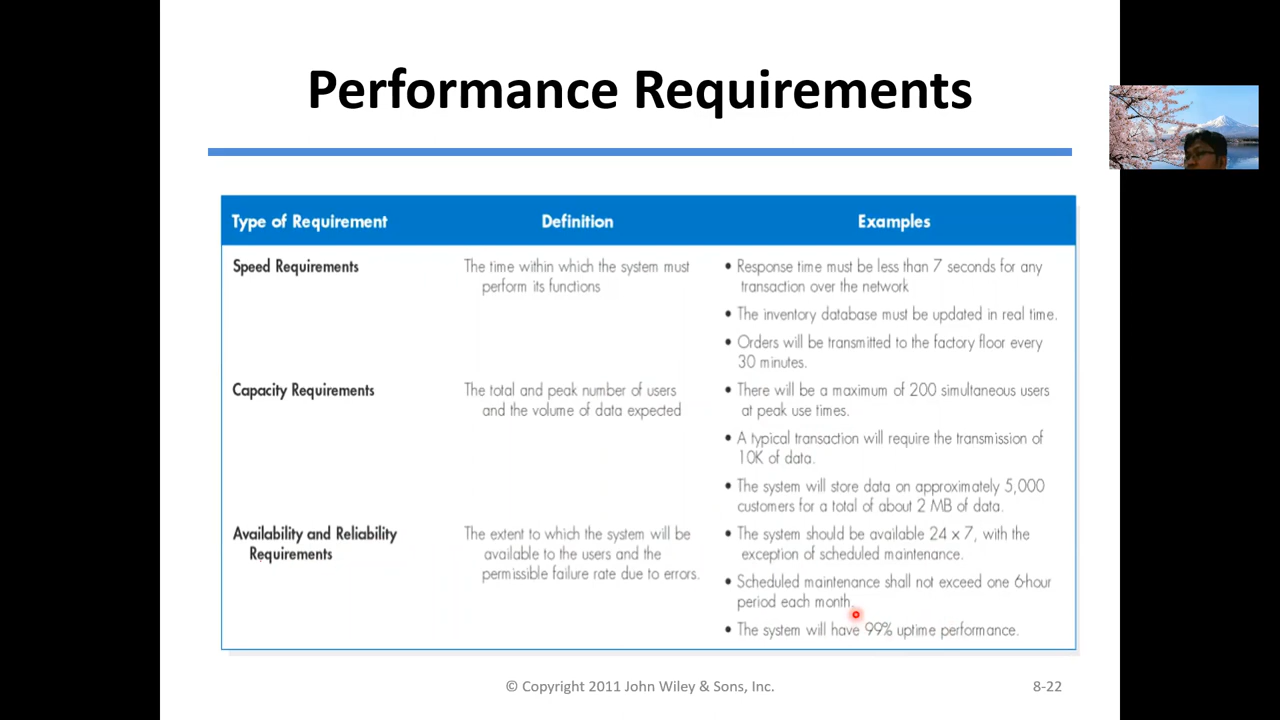 Performance Requirements
Type of Requirement
Definition
Examples
Speed Requirements
The time within which the system must
perform its functions
• Response time must be less than 7 seconds for any
transaction over the network
• The inventory database must be updated in real time.
• Orders will be transmitted to the factory floor every
30 minutes.
Capacity Requirements
The total and peak number of users
and the volume of data expected
• There will be a maximum of 200 simultaneous users
at peak use times.
• A typical transaction will require the transmission of
10K of data.
• The system will store data on approximately 5,000
customers for a total of about 2 MB of data.
Availability and Reliability
Requirements
The extent to which the system will be
available to the users and the
permissible failure rate due to errors.
• The system should be available 24 x 7, with the
exception of scheduled maintenance.
• Scheduled maintenance shall not exceed one 6-hour
period each month.
• The system will have 99% uptime performance.
© Copyright 2011 John Wiley & Sons, Inc.
8-22